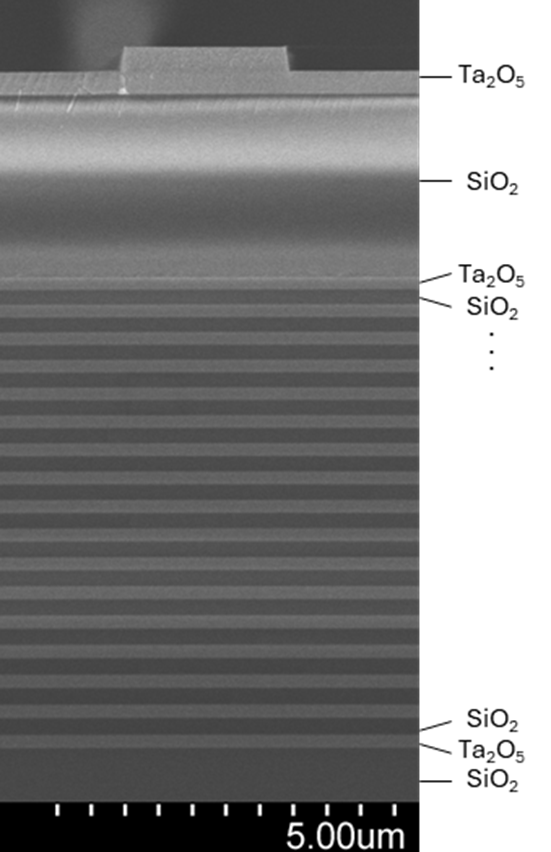 Ta₂O₅
SiO₂
Ta₂O₅
SiO₂
⋮
SiO₂
Ta₂O₅
SiO₂
5.00um